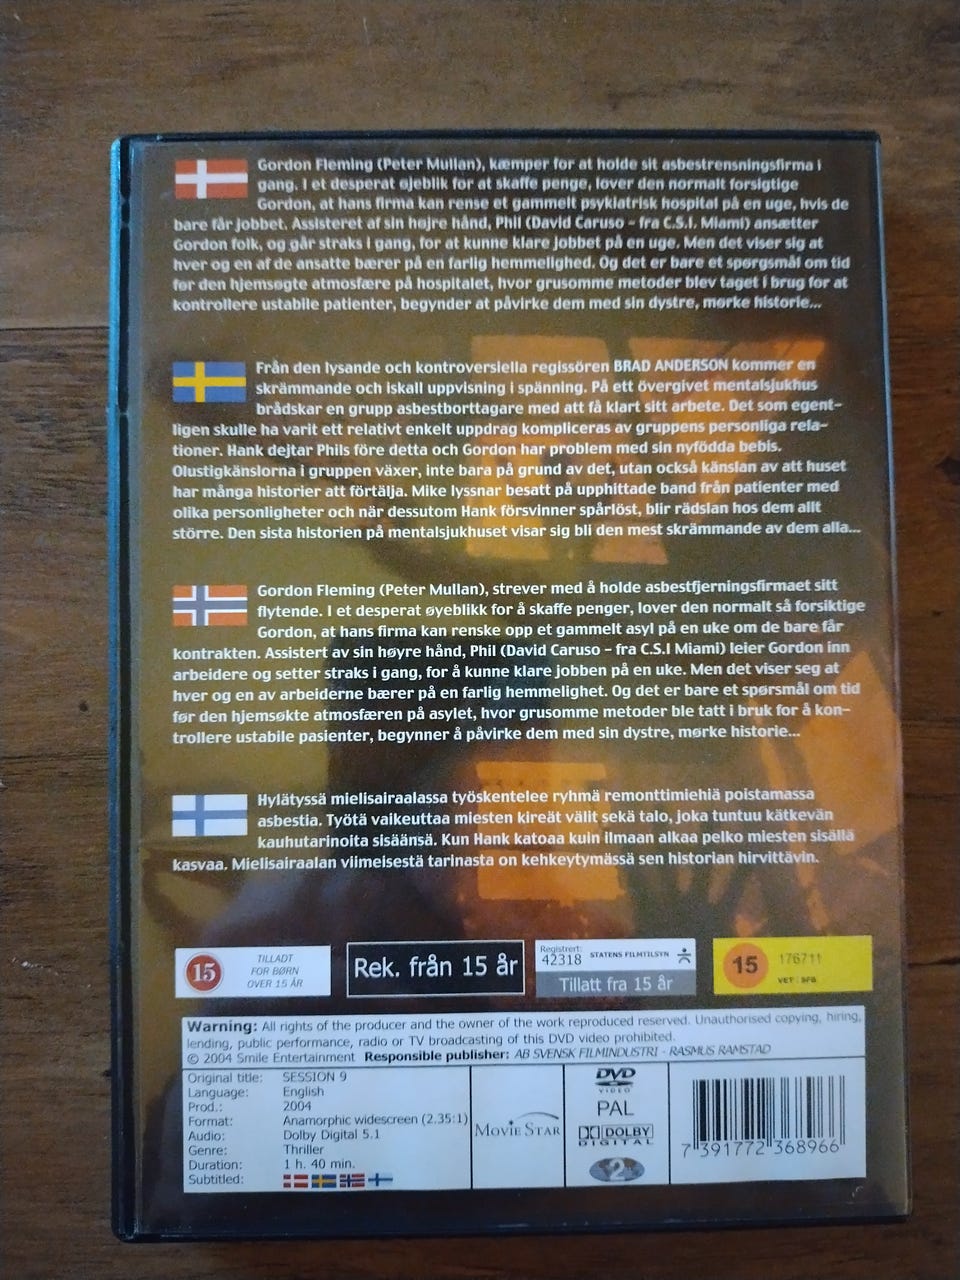 Gordon Fleming (Peter Mullan), kæmper for at holde sit asbestrensningsfirma i
gang. I et desperat øjeblik for at skaffe penge, lover den normalt forsigtige
Gordon, at hans firma kan rense et gammelt psykiatrisk hospital på en uge, hvis de
bare får jobbet. Assisteret af sin højre hånd, Phil (David Caruso - fra C.S.I. Miami) ansætter
Gordon folk, og går straks i gang, for at kunne klare jobbet på en uge. Men det viser sig at
hver og en af de ansatte bærer på en farlig hemmelighed. Og det er bare et spørgsmål om tid
før den hjemsøgte atmosfære på hospitalet, hvor grusomme metoder blev taget i brug for at
kontrollere ustabile patienter, begynder at påvirke dem med sin dystre, mørke historie...
Från den lysande och kontroversiella regissören BRAD ANDERSON kommer en
skrämmande och iskall uppvisning i spänning. På ett övergivet mentalsjukhus
brådskar en grupp asbestborttagare med att få klart sitt arbete. Det som egent-
ligen skulle ha varit ett relativt enkelt uppdrag kompliceras av gruppens personliga rela-
tioner. Hank dejtar Phils före detta och Gordon har problem med sin nyfödda bebis.
Olustigkänslorna i gruppen växer, inte bara på grund av det, utan också känslan av att huset
har många historier att förtälja. Mike lyssnar besatt på upphittade band från patienter med
olika personligheter och när dessutom Hank försvinner spårlöst, blir rädslan hos dem allt
större. Den sista historien på mentalsjukhuset visar sig bli den mest skrämmande av dem alla...
Gordon Fleming (Peter Mullan), strever med å holde asbestfjerningsfirmaet sitt
flytende. I et desperat øyeblikk for å skaffe penger, lover den normalt så forsiktige
Gordon, at hans firma kan renske opp et gammelt asyl på en uke om de bare får
kontrakten. Assistert av sin høyre hånd, Phil (David Caruso - fra C.S.I Miami) leier Gordon inn
arbeidere og setter straks i gang, for å kunne klare jobben på en uke. Men det viser seg at
hver og en av arbeiderne bærer på en farlig hemmelighet. Og det er bare et spørsmål om tid
før den hjemsøkte atmosfæren på asylet, hvor grusomme metoder ble tatt i bruk for å kon-
trollere ustabile pasienter, begynner å påvirke dem med sin dystre, mørke historie...
Hylätyssä mielisairaalassa työskentelee ryhmä remonttimiehiä poistamassa
asbestia. Työtä vaikeuttaa miesten kireät välit sekä talo, joka tuntuu kätkevän
kauhutarinoita sisäänsä. Kun Hank katoaa kuin ilmaan alkaa pelko miesten sisällä
kasvaa. Mielisairaalan viimeisestä tarinasta on kehkeytymässä sen historian hirvittävin.
15 TILLADT
FOR BØRN
OVER 15 ÅR
Rek. från 15 år
Registrert:
42318 STATENS FILMTILSYN
Tillatt fra 15 år
15 176711
VET : SFB
Warning: All rights of the producer and the owner of the work reproduced reserved. Unauthorised copying, hiring,
lending, public performance, radio or TV broadcasting of this DVD video prohibited.
© 2004 Smile Entertainment Responsible publisher: AB SVENSK FILMINDUSTRI - RASMUS RAMSTAD
Original title: SESSION 9
Language: English
Prod.: 2004
Format: Anamorphic widescreen (2.35:1)
Audio: Dolby Digital 5.1
Genre: Thriller
Duration: 1 h. 40 min.
Subtitled:
MOVIE STAR
DVD
VIDEO
PAL
DOLBY
DIGITAL
2
7 391772 368966